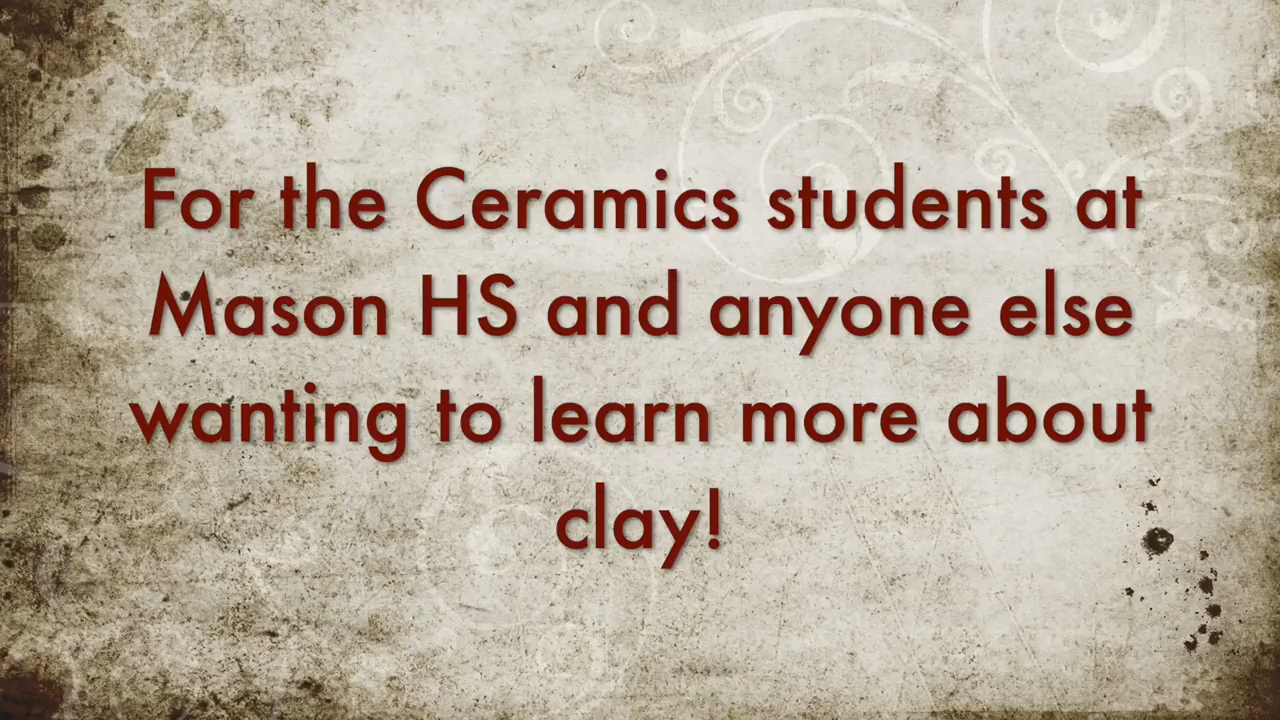 For the Ceramics students at
Mason HS and anyone else
wanting to learn more about
clay!